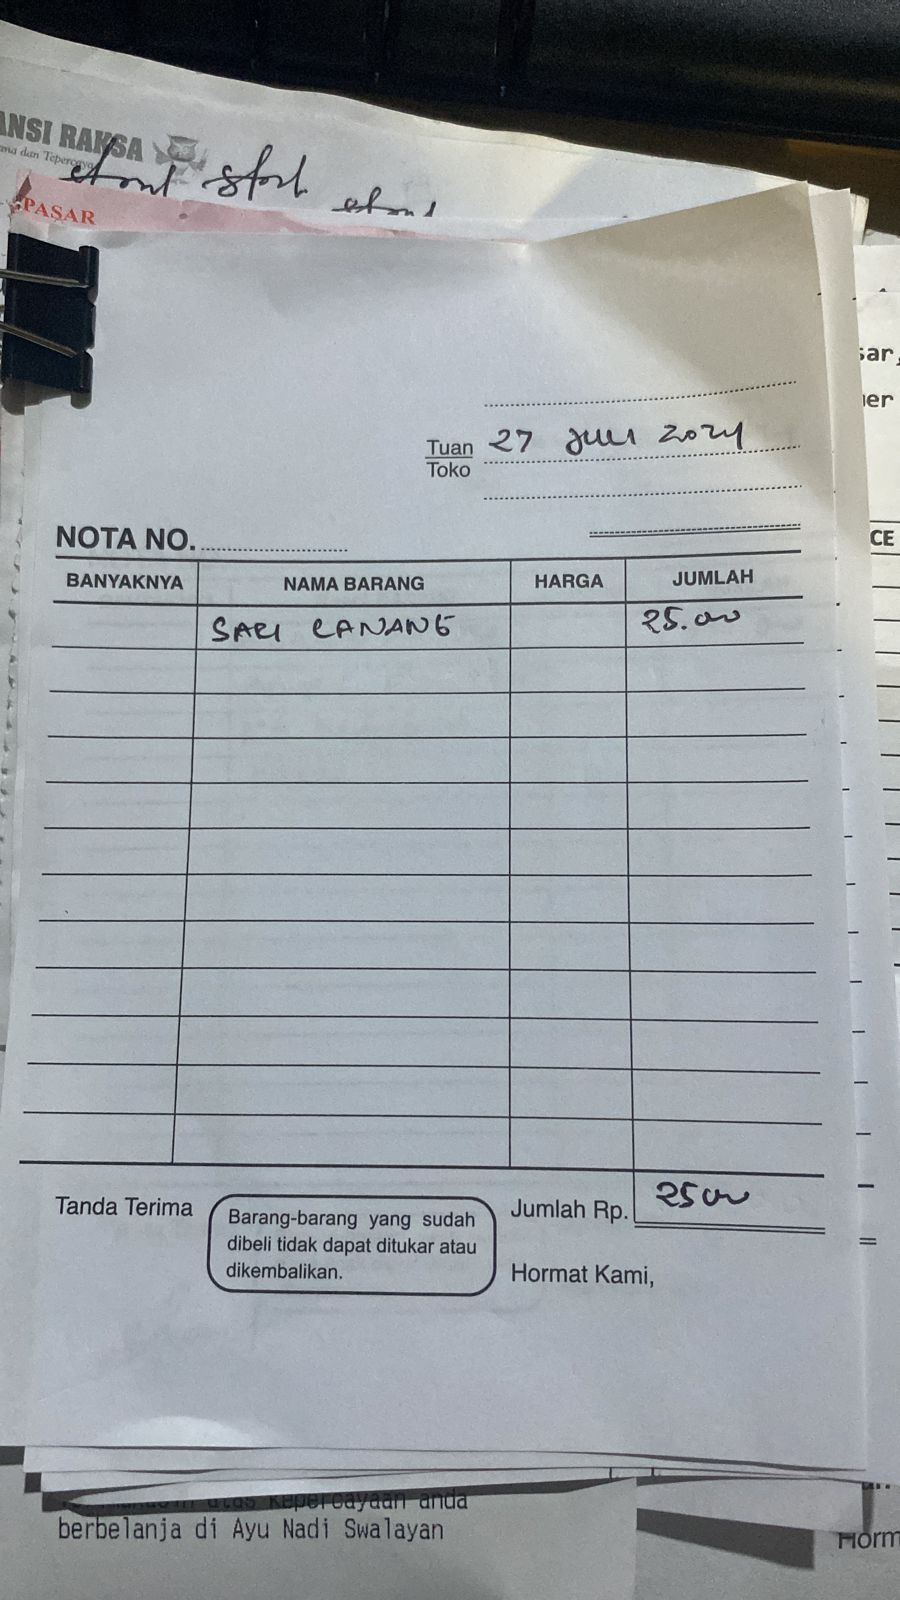 ANSI RAKSA
PASAR
Tuan
Toko
27 Juli 2024
NOTA NO.
BANYAKNYA NAMA BARANG HARGA JUMLAH
SARI CANANG 25.000
Tanda Terima
Barang-barang yang sudah
dibeli tidak dapat ditukar atau
dikembalikan.
Jumlah Rp. 25000
Hormat Kami,
sar,
er
CE
atas kepercayaan anda
berbelanja di Ayu Nadi Swalayan
Horm